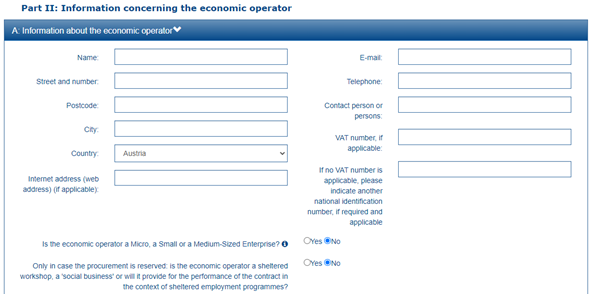 Part II: Information concerning the economic operator
A: Information about the economic operator
Name:
Street and number:
Postcode:
City:
Country:
Austria
Internet address (web
address) (if applicable):
E-mail:
Telephone:
Contact person or
persons:
VAT number, if
applicable:
If no VAT number is
applicable, please
indicate another
national identification
number, if required and
applicable
Is the economic operator a Micro, a Small or a Medium-Sized Enterprise?
Yes No
Only in case the procurement is reserved: is the economic operator a sheltered
workshop, a 'social business' or will it provide for the performance of the contract in
the context of sheltered employment programmes?
Yes No